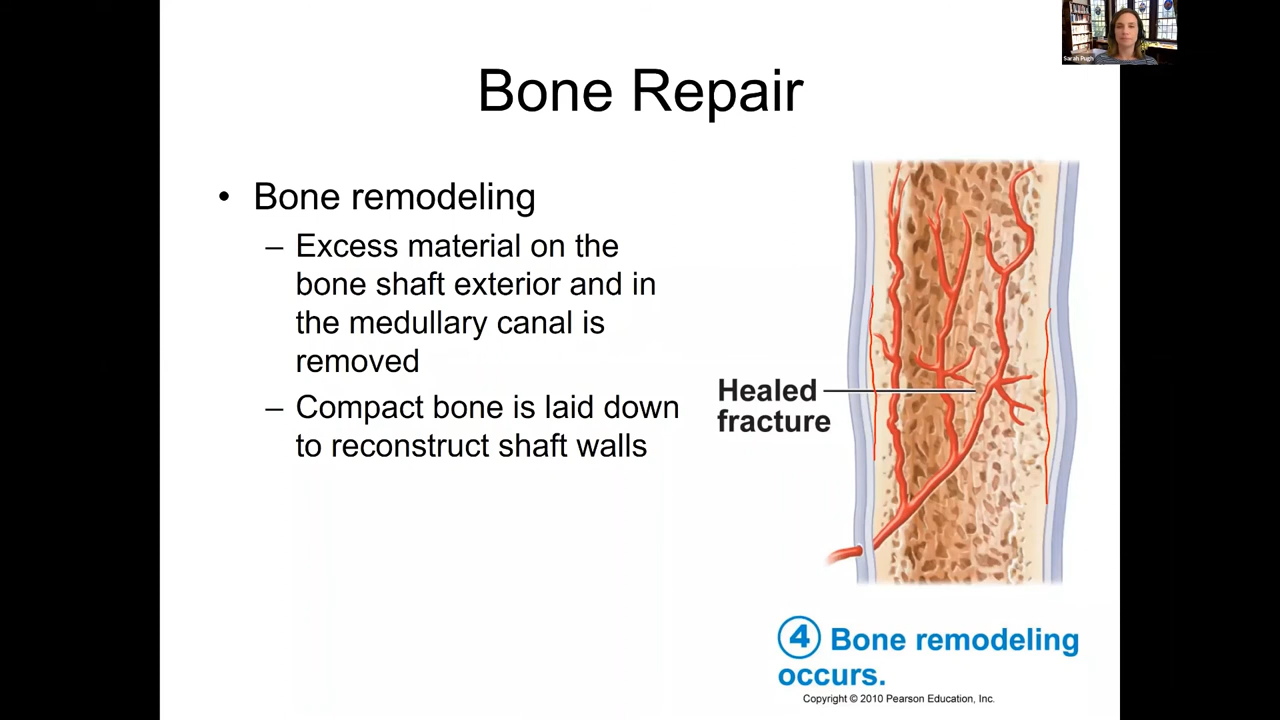 Sarah Pugh
Bone Repair
• Bone remodeling
– Excess material on the
bone shaft exterior and in
the medullary canal is
removed
– Compact bone is laid down
to reconstruct shaft walls
Healed
fracture
4 Bone remodeling
occurs.
Copyright © 2010 Pearson Education, Inc.